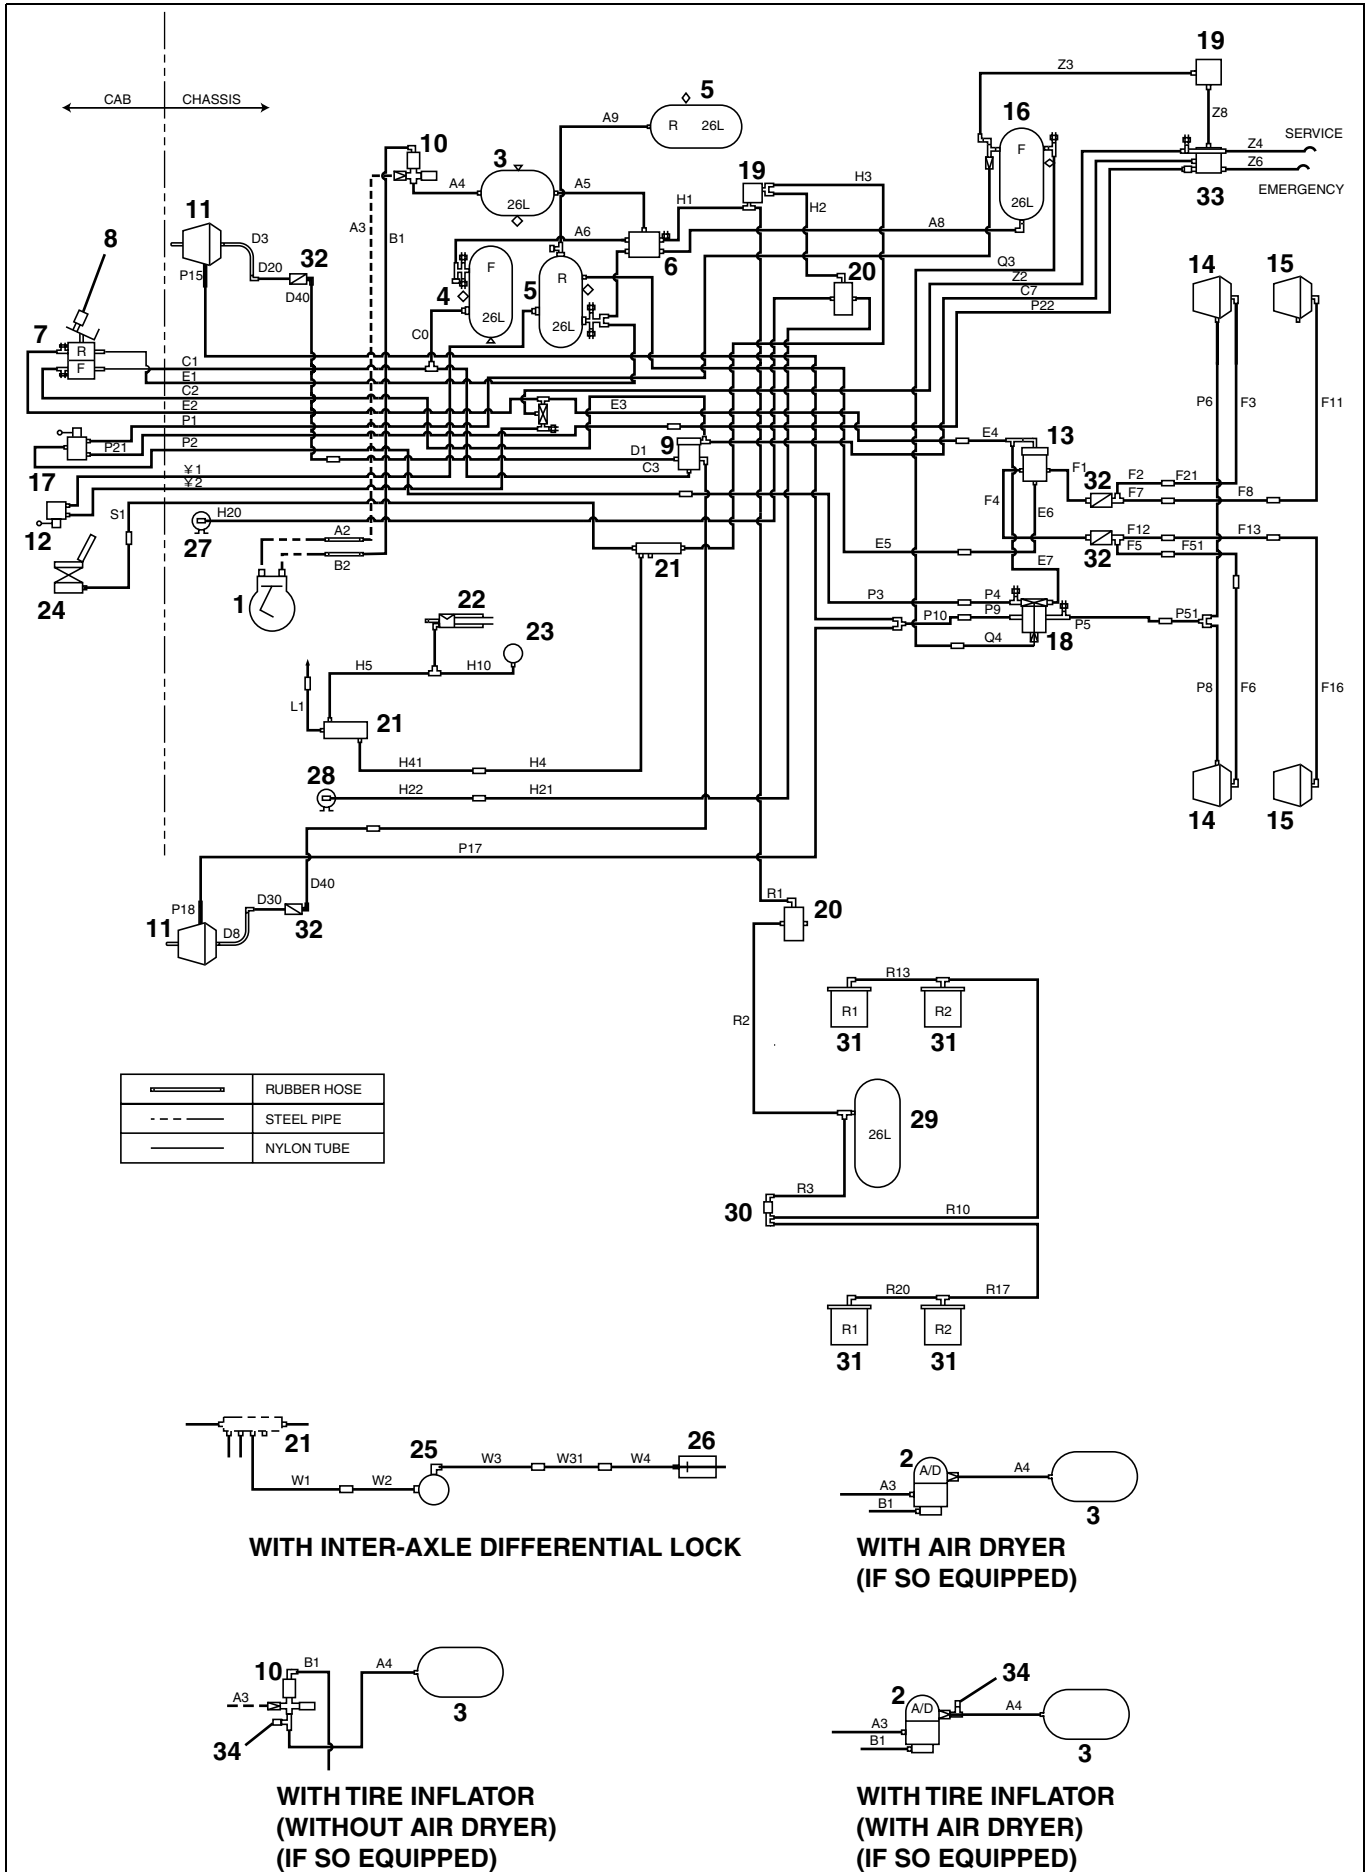 19
Z3
5
CAB
CHASSIS
A9
R 26L
16
Z8
10
F
Z4
SERVICE
3
19
Z6
H3
EMERGENCY
11
A4
A5
33
26L
H1
H2
26L
8
A3
B1
A6
A8
D3
F
R
Q3
32
6
20
14
15
P15
D20
Z2
4
5
C7
D40
26L
26L
P22
7
C0
R
F
C1
E1
C2
E2
E3
P6
F3
F11
P1
E4
13
P21
P2
9
D1
17
¥1
C3
F1
32
F2
F21
¥2
F7
F8
S1
H20
F4
E6
A2
F12
F13
12
27
E5
32
F5
F51
B2
21
E7
24
1
22
P3
P4
23
P10
P9
P51
P5
18
Q4
H5
H10
P8
F6
F16
L1
21
H41
H4
28
H22
H21
14
15
P17
D40
R1
P18
D30
20
11
D8
32
R13
R2
R1
R2
31
31
RUBBER HOSE
29
STEEL PIPE
26L
NYLON TUBE
R3
30
R10
R20
R17
R1
R2
31
31
21
25
26
2
W3
W31
W4
A/D
A4
W1
W2
A3
B1
3
WITH INTER-AXLE DIFFERENTIAL LOCK
WITH AIR DRYER
(IF SO EQUIPPED)
10
B1
A4
34
2
A3
A/D
A4
3
A3
34
B1
3
WITH TIRE INFLATOR
(WITHOUT AIR DRYER)
(IF SO EQUIPPED)
WITH TIRE INFLATOR
(WITH AIR DRYER)
(IF SO EQUIPPED)